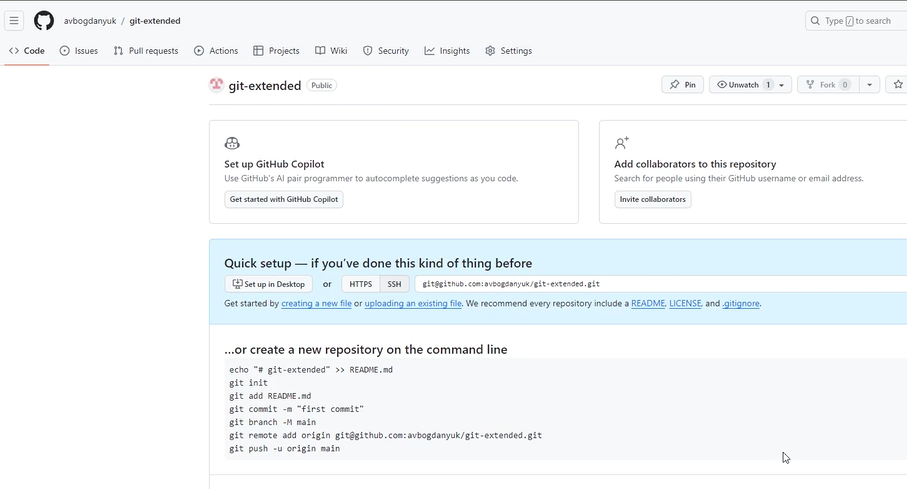 avbogdanyuk / git-extended
Type / to search
Code Issues Pull requests Actions Projects Wiki Security Insights Settings
git-extended Public
Pin Unwatch 1 Fork 0
Set up GitHub Copilot
Use GitHub's AI pair programmer to autocomplete suggestions as you code.
Get started with GitHub Copilot
Add collaborators to this repository
Search for people using their GitHub username or email address.
Invite collaborators
Quick setup — if you've done this kind of thing before
Set up in Desktop or HTTPS SSH git@github.com:avbogdanyuk/git-extended.git
Get started by creating a new file or uploading an existing file. We recommend every repository include a README, LICENSE, and .gitignore.
...or create a new repository on the command line
echo "# git-extended" >> README.md
git init
git add README.md
git commit -m "first commit"
git branch -M main
git remote add origin git@github.com:avbogdanyuk/git-extended.git
git push -u origin main